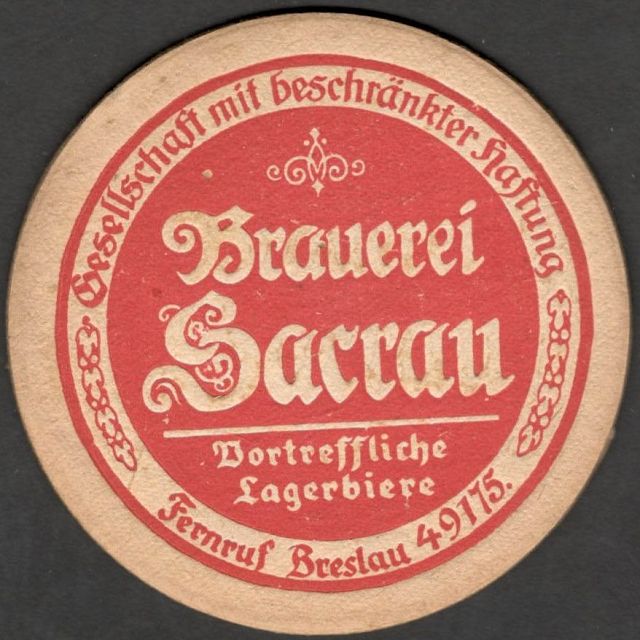 Gesellschaft mit beschränkter Haftung
Brauerei
Sacrau
Vortreffliche
Lagerbiere
Fernruf Breslau 49175.